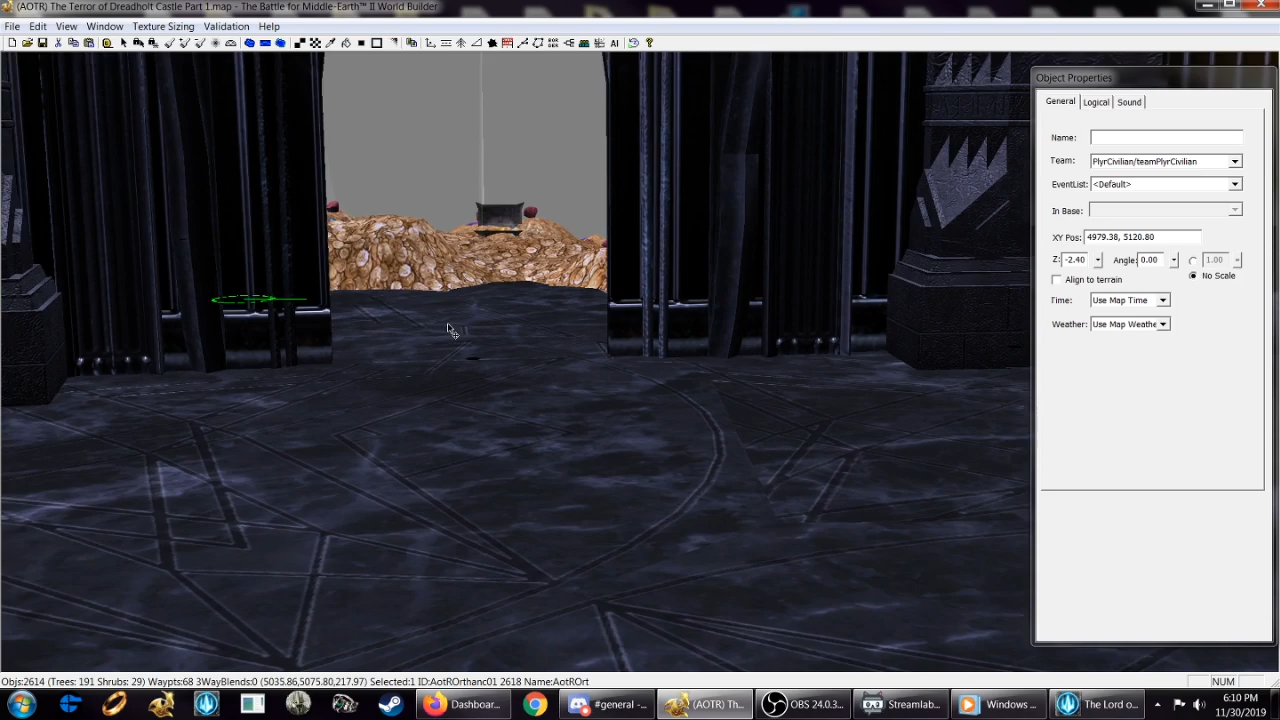 (AOTR) The Terror of Dreadholt Castle Part 1.map - The Battle for Middle-Earth™ II World Builder
File Edit View Window Texture Sizing Validation Help
Object Properties
General Logical Sound
Name:
Team: PlyrCivilian/teamPlyrCivilian
EventList: <Default>
In Base:
XY Pos: 4979.38, 5120.80
Z: -2.40 Angle: 0.00 1.00
Align to terrain No Scale
Time: Use Map Time
Weather: Use Map Weathe
Objs:2614 (Trees: 191 Shrubs: 29) Waypts:68 3WayBlends:0 (5035.86,5075.80,217.97) Selected:1 ID:AotROrthanc01 2618 Name:AotROrt NUM
Dashboar... #general -... (AOTR) Th... OBS 24.0.3... Streamlab... Windows ... The Lord o...
6:10 PM
11/30/2019